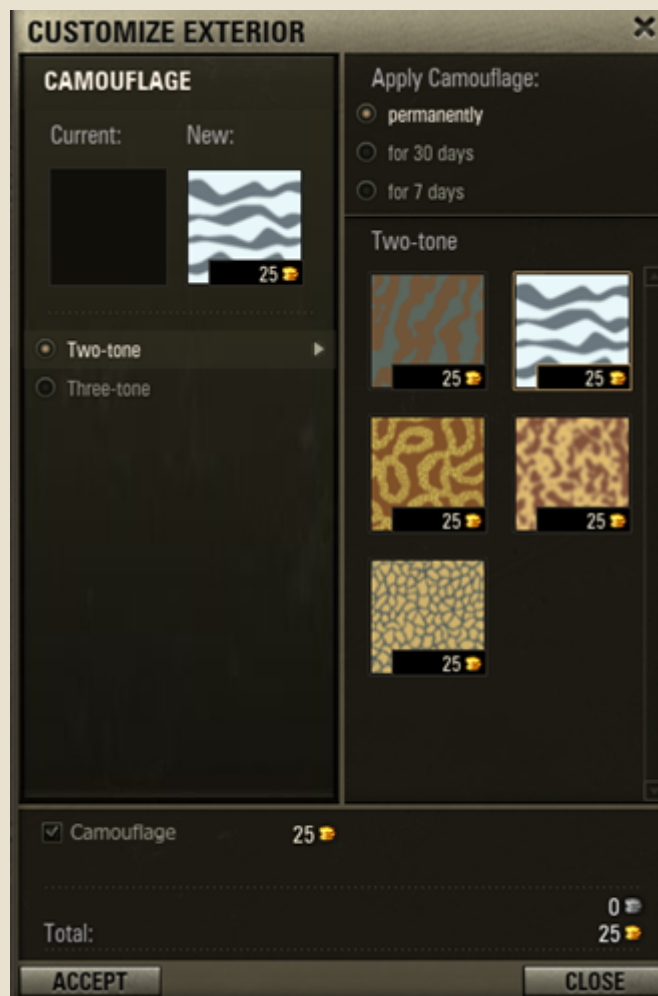 CUSTOMIZE EXTERIOR
CAMOUFLAGE
Current: New:
25
Two-tone
Three-tone
Apply Camouflage:
permanently
for 30 days
for 7 days
Two-tone
25 25
25 25
25
Camouflage 25
0
Total: 25
ACCEPT CLOSE